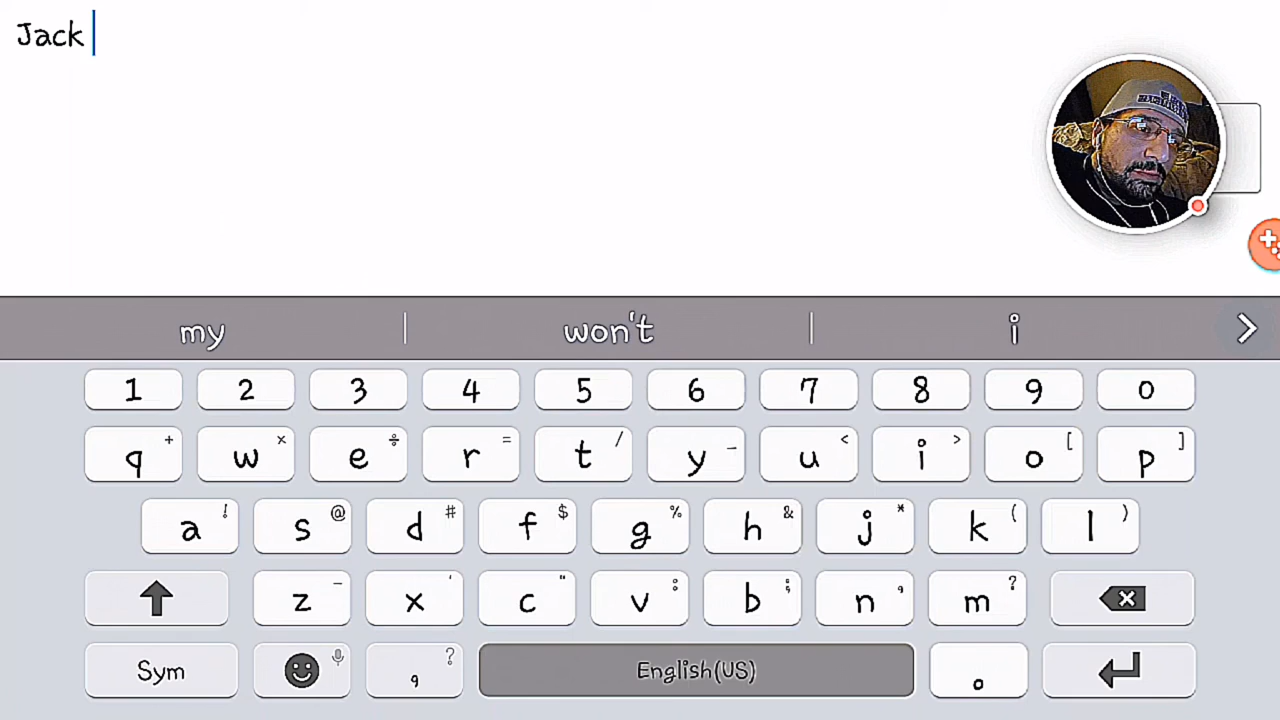 Jack
my won't i
1 2 3 4 5 6 7 8 9 0
q + w × e ÷ r = t / y _ u < i > o [ p ]
a ! s @ d # f $ g % h & j * k ( l )
z - x ' c " v : b ; n , m ?
Sym , ? English(US) .